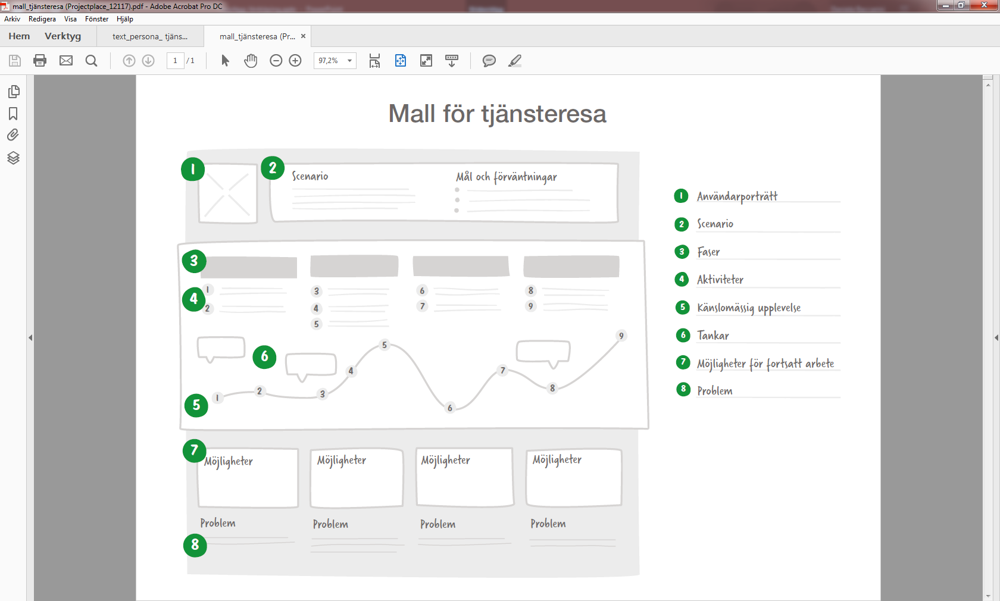 mall_tjänsteresa (Projectplace_12117).pdf - Adobe Acrobat Pro DC
Arkiv Redigera Visa Fönster Hjälp
Hem Verktyg text_persona_ tjäns... mall_tjänsteresa (Pr... ×
1 / 1 97,2%
Mall för tjänsteresa
1 2
Scenario Mål och förväntningar
3
4
1 3 6 8
2 4 7 9
5
6
5
1 2 3 4 5 6 7 8 9
7
Möjligheter Möjligheter Möjligheter Möjligheter
Problem Problem Problem Problem
8
1 Användarporträtt
2 Scenario
3 Faser
4 Aktiviteter
5 Känslomässig upplevelse
6 Tankar
7 Möjligheter för fortsatt arbete
8 Problem